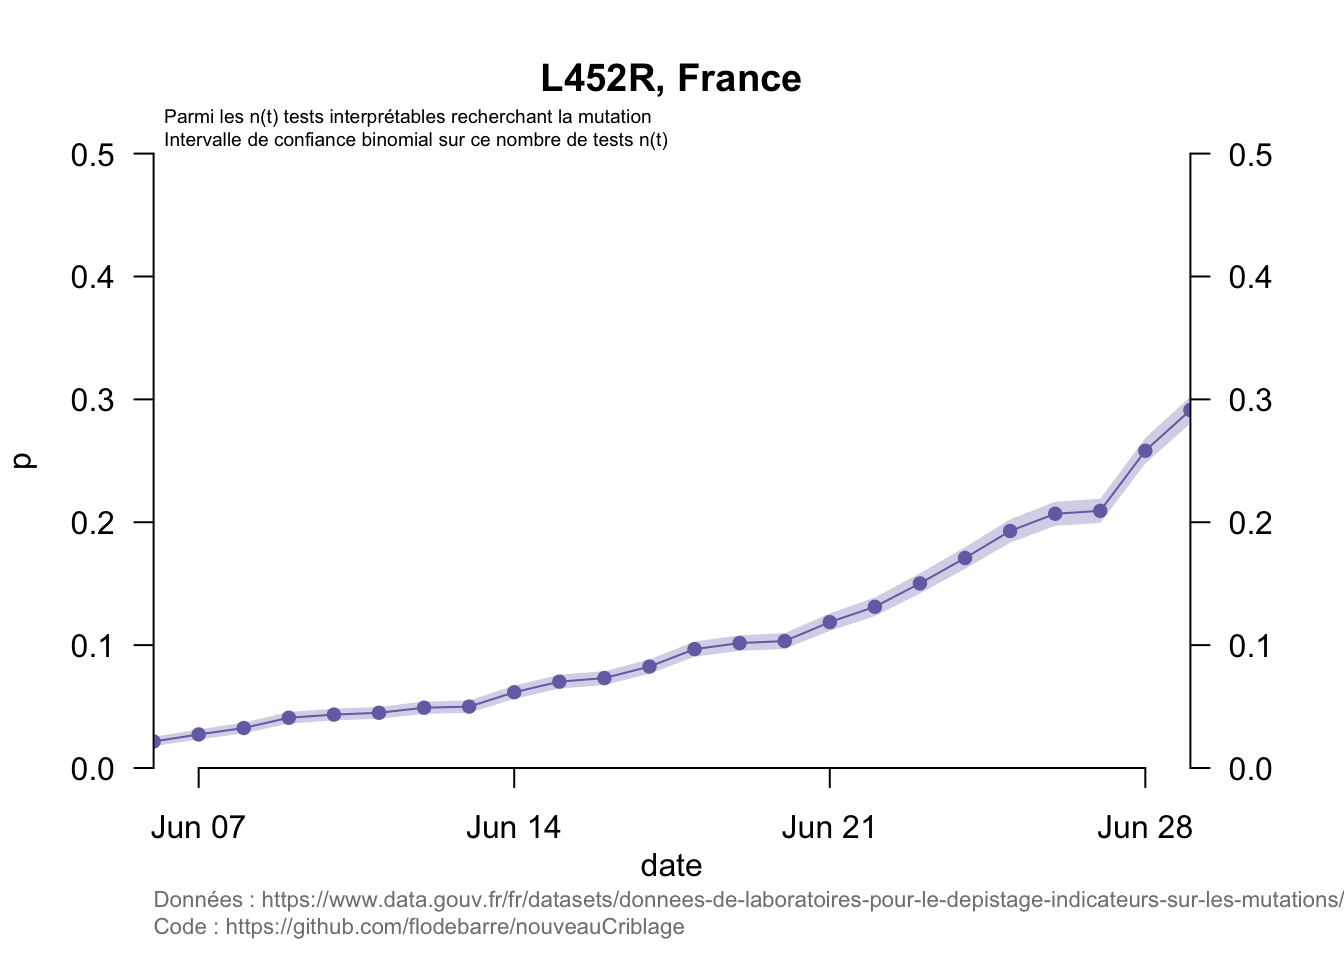 L452R, France
Parmi les n(t) tests interprétables recherchant la mutation
Intervalle de confiance binomial sur ce nombre de tests n(t)
0.5
0.5
0.4
0.4
0.3
0.3
p
0.2
0.2
0.1
0.1
0.0
0.0
Jun 07 Jun 14 Jun 21 Jun 28
date
Données : https://www.data.gouv.fr/fr/datasets/donnees-de-laboratoires-pour-le-depistage-indicateurs-sur-les-mutations/
Code : https://github.com/flodebarre/nouveauCriblage